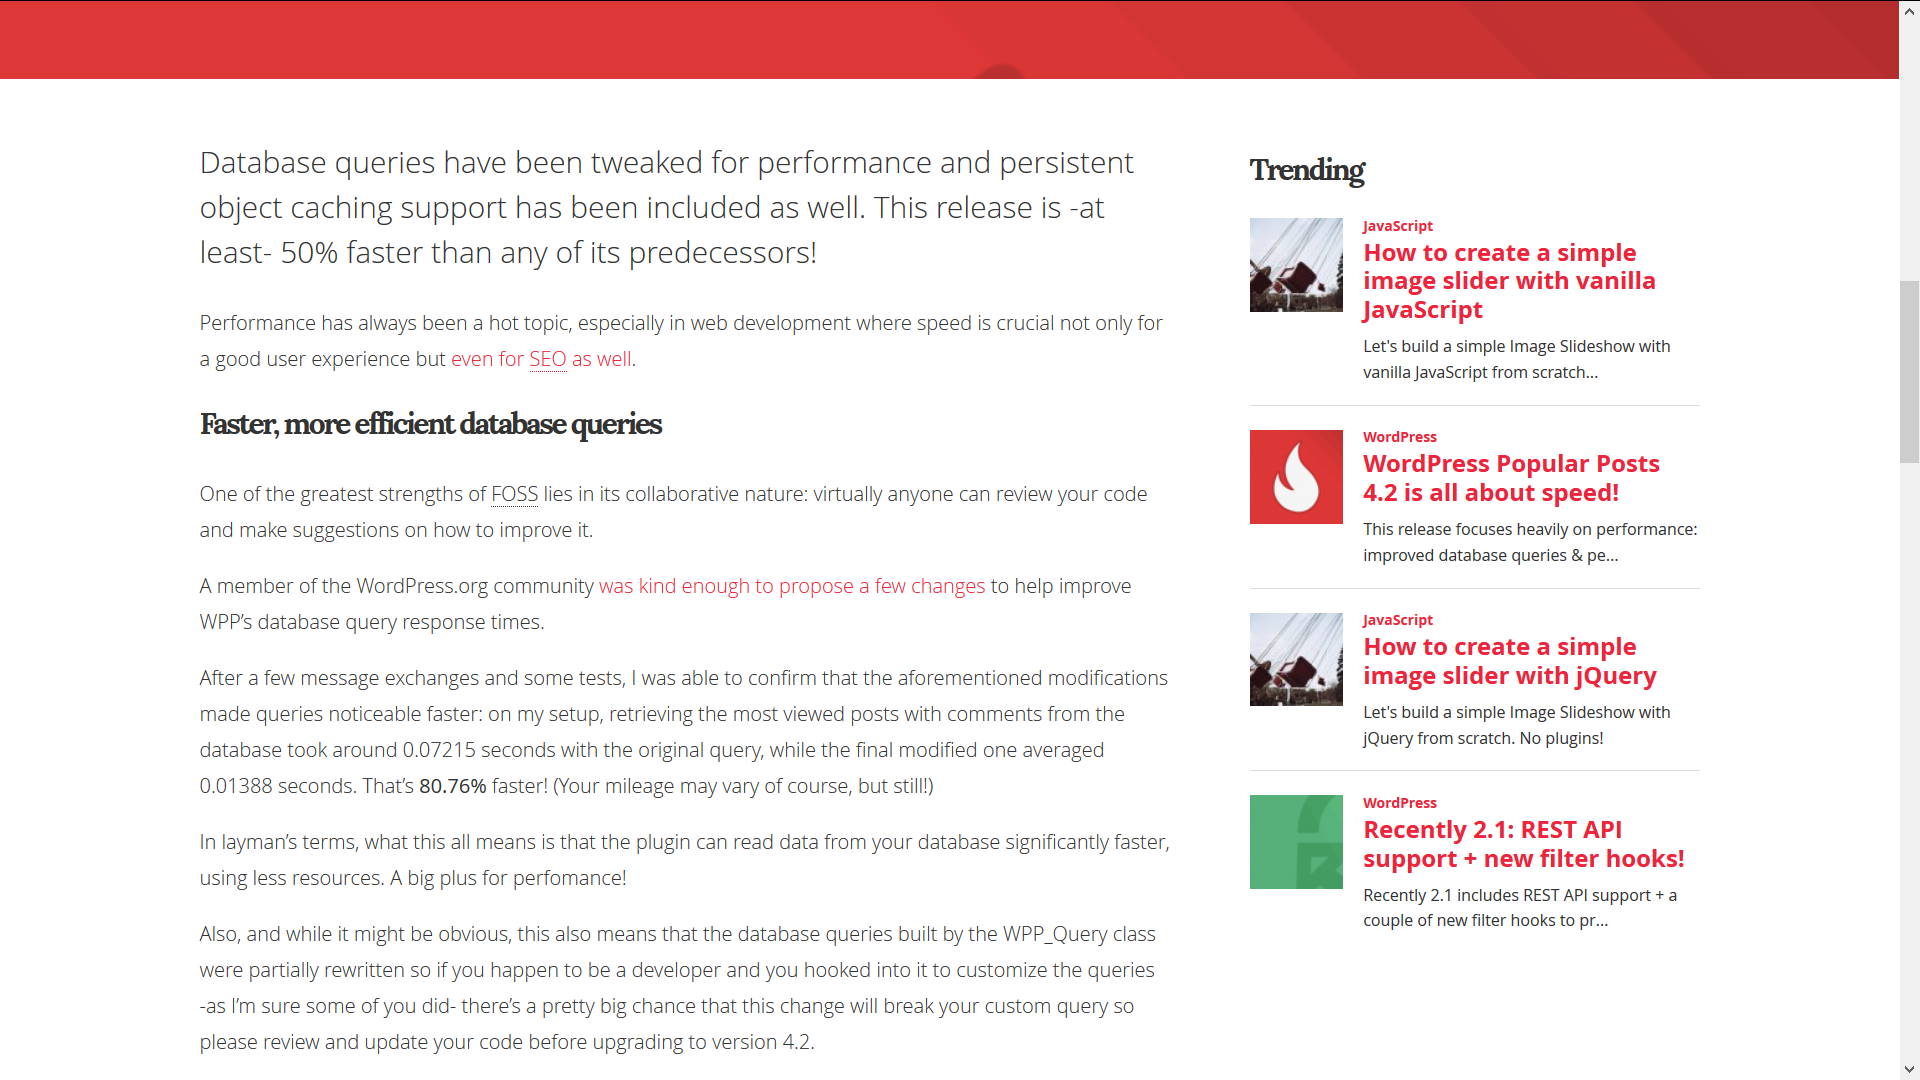 Database queries have been tweaked for performance and persistent
object caching support has been included as well. This release is -at
least- 50% faster than any of its predecessors!
Performance has always been a hot topic, especially in web development where speed is crucial not only for
a good user experience but even for SEO as well.
Faster, more efficient database queries
One of the greatest strengths of FOSS lies in its collaborative nature: virtually anyone can review your code
and make suggestions on how to improve it.
A member of the WordPress.org community was kind enough to propose a few changes to help improve
WPP’s database query response times.
After a few message exchanges and some tests, I was able to confirm that the aforementioned modifications
made queries noticeable faster: on my setup, retrieving the most viewed posts with comments from the
database took around 0.07215 seconds with the original query, while the final modified one averaged
0.01388 seconds. That’s 80.76% faster! (Your mileage may vary of course, but still!)
In layman’s terms, what this all means is that the plugin can read data from your database significantly faster,
using less resources. A big plus for perfomance!
Also, and while it might be obvious, this also means that the database queries built by the WPP_Query class
were partially rewritten so if you happen to be a developer and you hooked into it to customize the queries
-as I’m sure some of you did- there’s a pretty big chance that this change will break your custom query so
please review and update your code before upgrading to version 4.2.
Trending
JavaScript
How to create a simple
image slider with vanilla
JavaScript
Let's build a simple Image Slideshow with
vanilla JavaScript from scratch...
WordPress
WordPress Popular Posts
4.2 is all about speed!
This release focuses heavily on performance:
improved database queries & pe...
JavaScript
How to create a simple
image slider with jQuery
Let's build a simple Image Slideshow with
jQuery from scratch. No plugins!
WordPress
Recently 2.1: REST API
support + new filter hooks!
Recently 2.1 includes REST API support + a
couple of new filter hooks to pr...